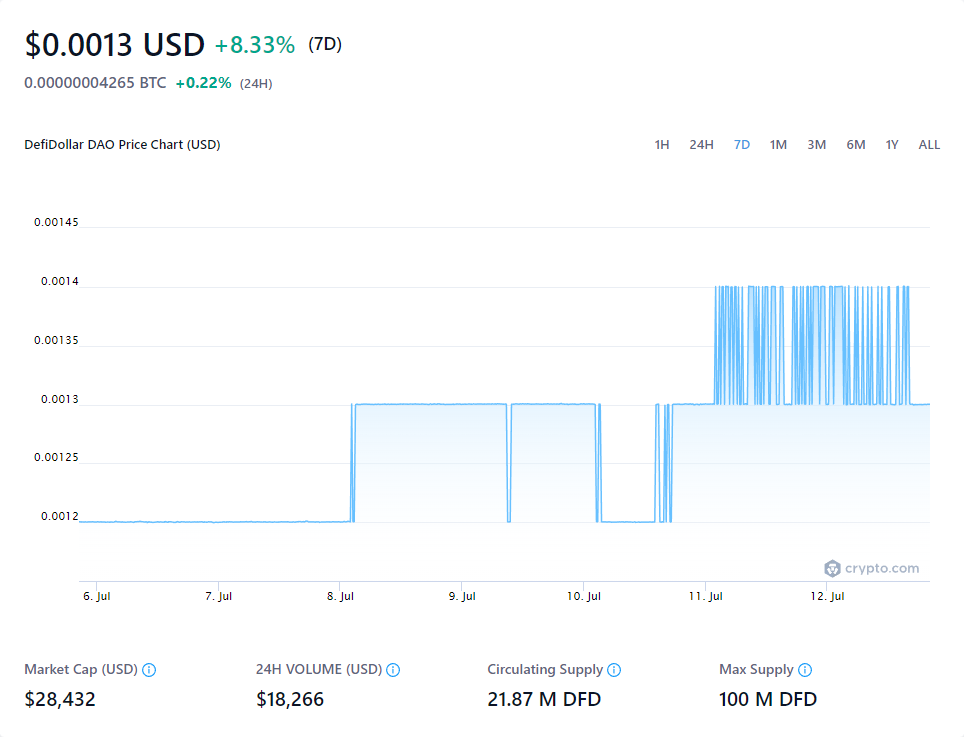 $0.0013 USD +8.33% (7D)
0.00000004265 BTC +0.22% (24H)
DefiDollar DAO Price Chart (USD) 1H 24H 7D 1M 3M 6M 1Y ALL
0.00145
0.0014
0.00135
0.0013
0.00125
0.0012
crypto.com
6. Jul 7. Jul 8. Jul 9. Jul 10. Jul 11. Jul 12. Jul
Market Cap (USD) 24H VOLUME (USD) Circulating Supply Max Supply
$28,432 $18,266 21.87 M DFD 100 M DFD